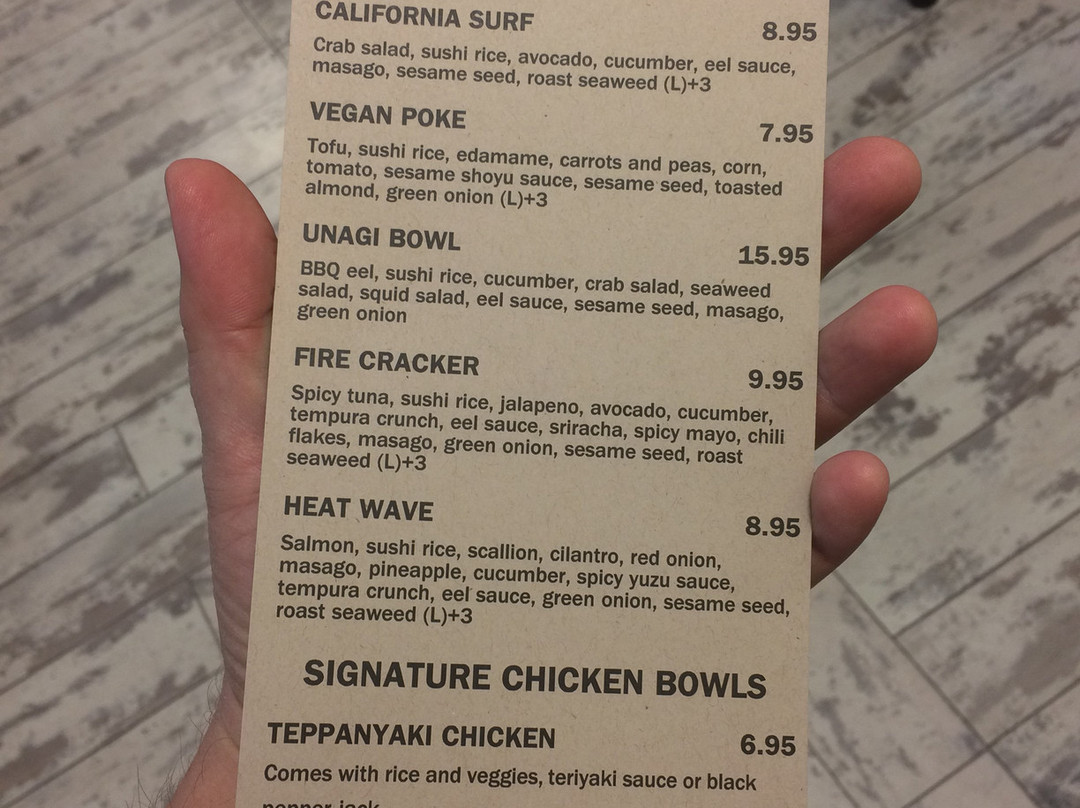 CALIFORNIA SURF 8.95
Crab salad, sushi rice, avocado, cucumber, eel sauce,
masago, sesame seed, roast seaweed (L)+3
VEGAN POKE 7.95
Tofu, sushi rice, edamame, carrots and peas, corn,
tomato, sesame shoyu sauce, sesame seed, toasted
almond, green onion (L)+3
UNAGI BOWL 15.95
BBQ eel, sushi rice, cucumber, crab salad, seaweed
salad, squid salad, eel sauce, sesame seed, masago,
green onion
FIRE CRACKER 9.95
Spicy tuna, sushi rice, jalapeno, avocado, cucumber,
tempura crunch, eel sauce, sriracha, spicy mayo, chili
flakes, masago, green onion, sesame seed, roast
seaweed (L)+3
HEAT WAVE 8.95
Salmon, sushi rice, scallion, cilantro, red onion,
masago, pineapple, cucumber, spicy yuzu sauce,
tempura crunch, eel sauce, green onion, sesame seed,
roast seaweed (L)+3
SIGNATURE CHICKEN BOWLS
TEPPANYAKI CHICKEN 6.95
Comes with rice and veggies, teriyaki sauce or black
pepper jack